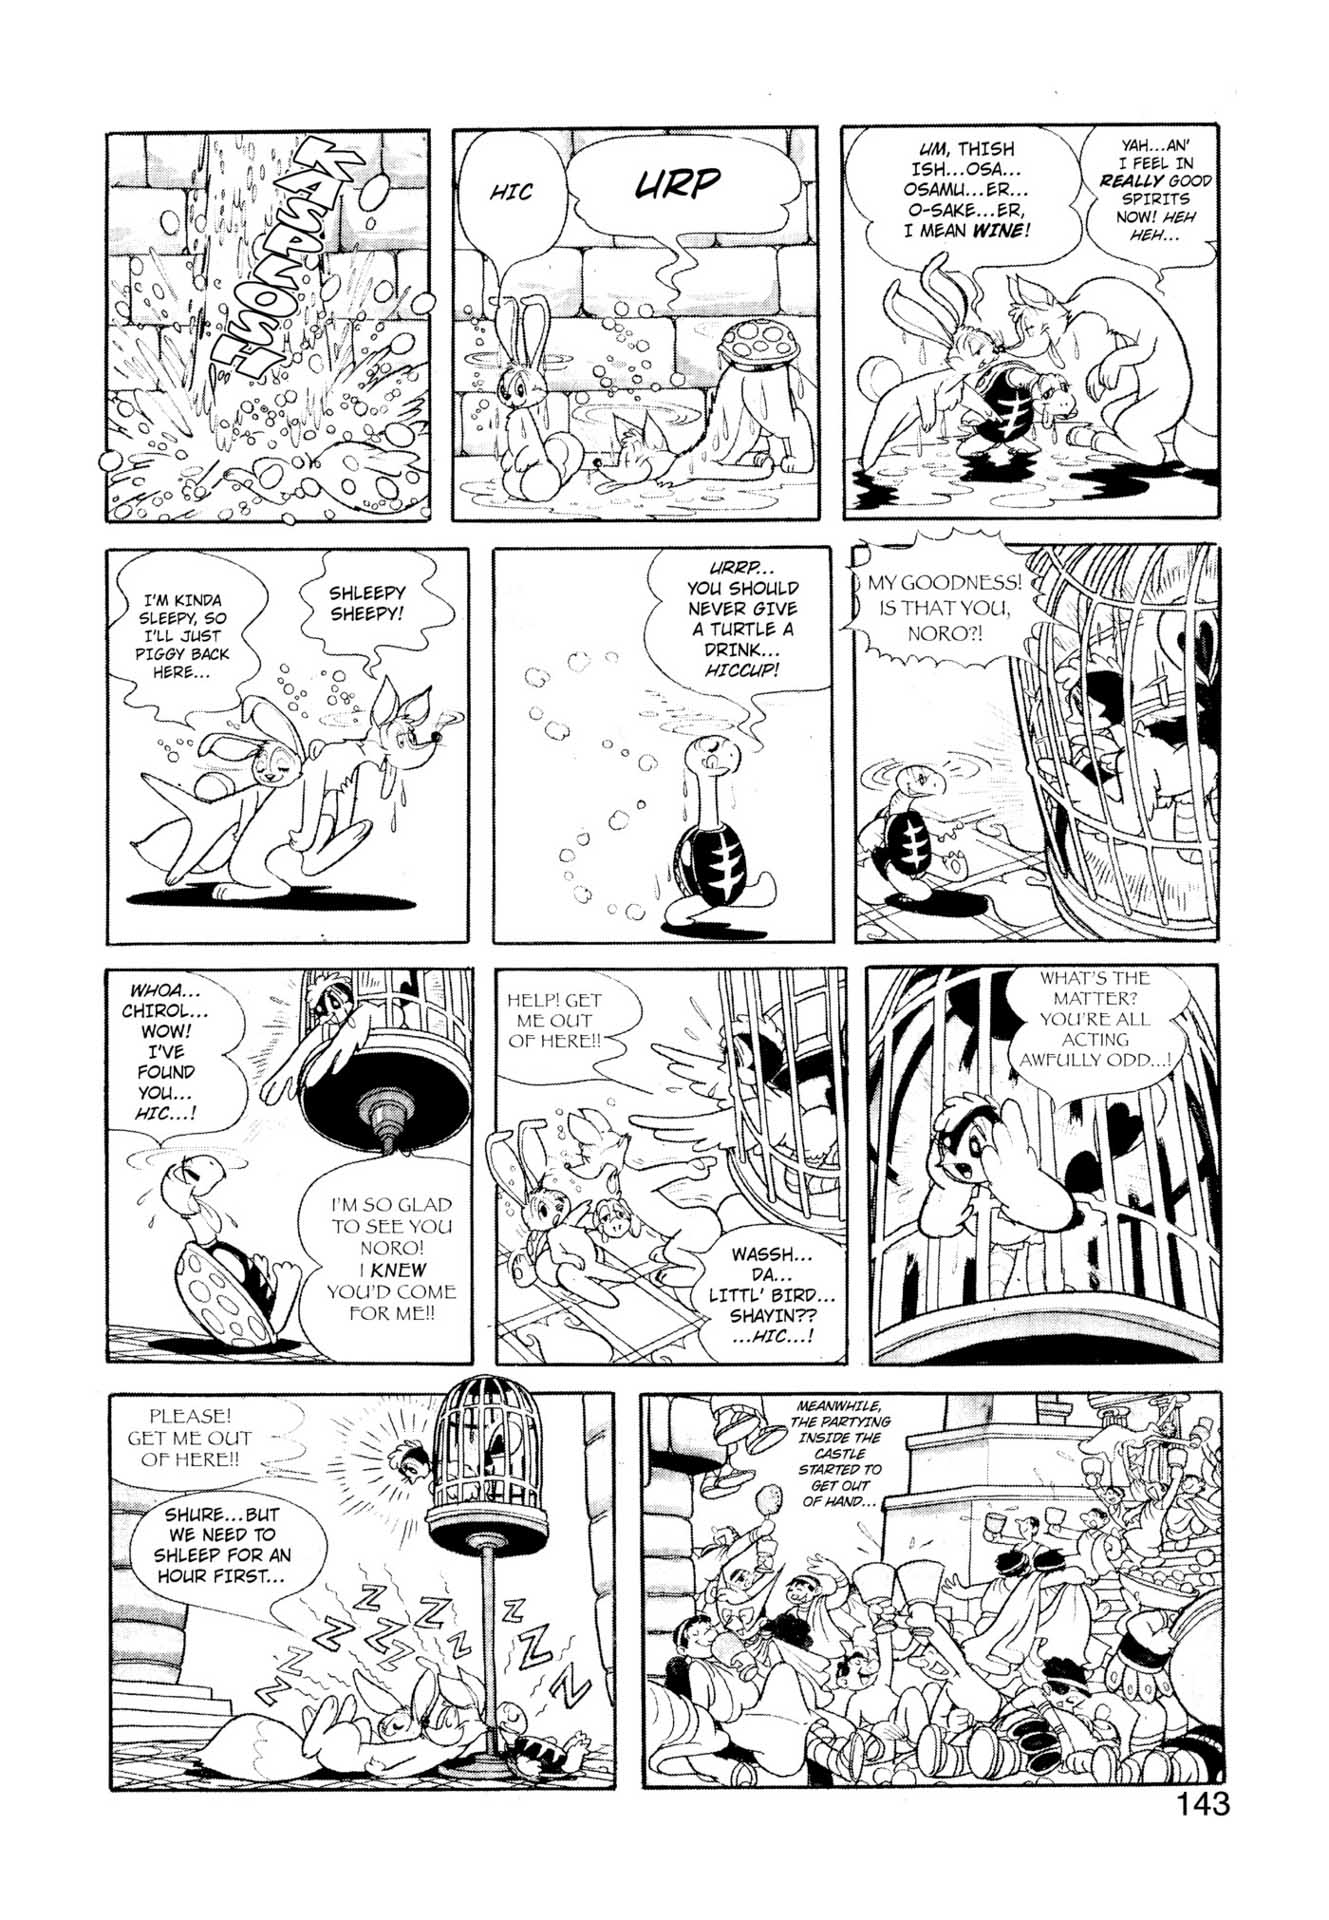 KASPLOOSH
HIC
URP
UM, THISH
ISH...OSA...
OSAMU...ER...
O-SAKE...ER,
I MEAN WINE!
YAH...AN'
I FEEL IN
REALLY GOOD
SPIRITS
NOW! HEH
HEH...
I'M KINDA
SLEEPY, SO
I'LL JUST
PIGGY BACK
HERE...
SHLEEPY
SHEEPY!
URRP...
YOU SHOULD
NEVER GIVE
A TURTLE A
DRINK...
HICCUP!
MY GOODNESS!
IS THAT YOU,
NORO?!
WHOA...
CHIROL...
WOW!
I'VE
FOUND
YOU...
HIC...!
I'M SO GLAD
TO SEE YOU
NORO!
I KNEW
YOU'D COME
FOR ME!!
HELP! GET
ME OUT
OF HERE!!
WASSH...
DA...
LITTL' BIRD...
SHAYIN??
...HIC...!
WHAT'S THE
MATTER?
YOU'RE ALL
ACTING
AWFULLY ODD...!
PLEASE!
GET ME OUT
OF HERE!!
SHURE...BUT
WE NEED TO
SHLEEP FOR AN
HOUR FIRST...
Z Z Z Z Z Z Z Z Z Z Z
MEANWHILE,
THE PARTYING
INSIDE THE
CASTLE
STARTED TO
GET OUT
OF HAND...
143